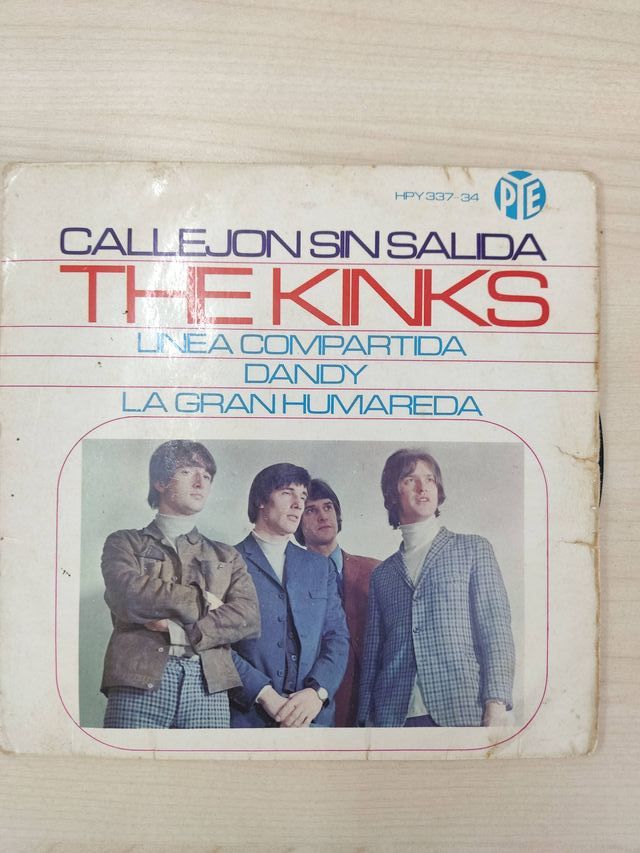 HPY 337-34
PYE
CALLEJON SIN SALIDA
THE KINKS
LINEA COMPARTIDA
DANDY
LA GRAN HUMAREDA